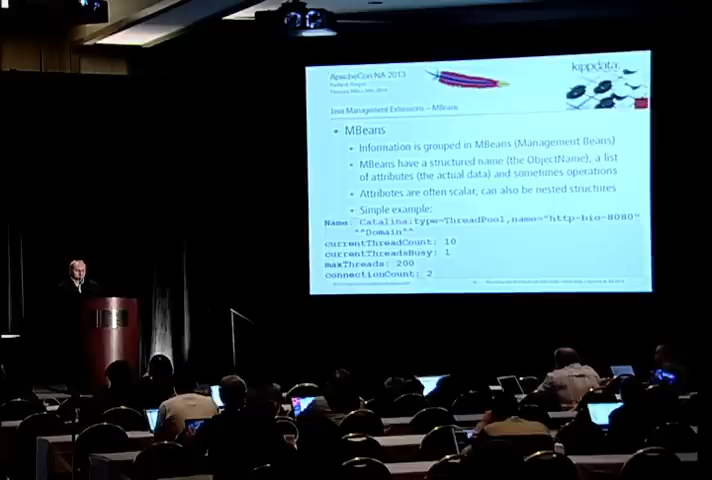 ApacheCon NA 2013
Portland, Oregon
kippdata
Java Management Extensions – MBeans
• MBeans
• Information is grouped in MBeans (Management Beans)
• MBeans have a structured name (the ObjectName), a list
of attributes (the actual data) and sometimes operations
• Attributes are often scalar, can also be nested structures
• Simple example:
Name: Catalina:type=ThreadPool,name="http-bio-8080"
^^Domain^^
currentThreadCount: 10
currentThreadsBusy: 1
maxThreads: 200
connectionCount: 2